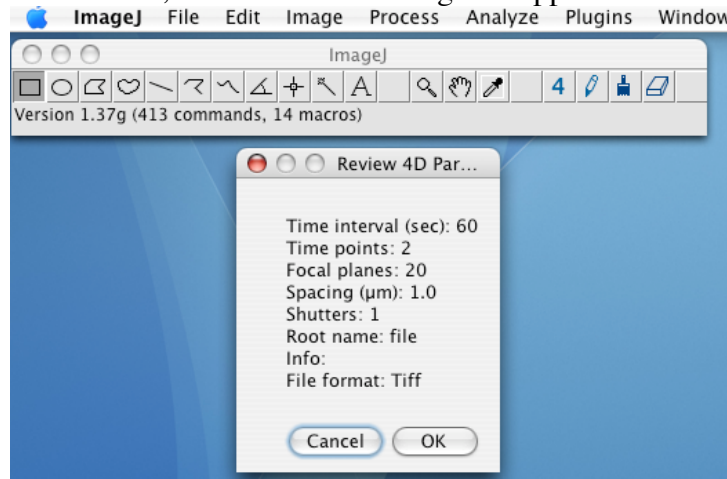 ImageJ File Edit Image Process Analyze Plugins Window
ImageJ
A 4
Version 1.37g (413 commands, 14 macros)
Review 4D Par...
Time interval (sec): 60
Time points: 2
Focal planes: 20
Spacing (µm): 1.0
Shutters: 1
Root name: file
Info:
File format: Tiff
Cancel OK